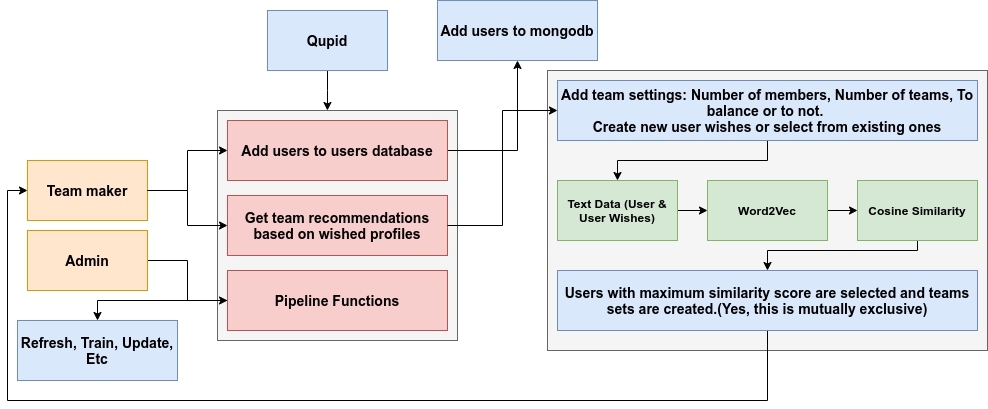 Qupid
Add users to mongodb
Add users to users database
Get team recommendations
based on wished profiles
Pipeline Functions
Team maker
Admin
Refresh, Train, Update,
Etc
Add team settings: Number of members, Number of teams, To
balance or to not.
Create new user wishes or select from existing ones
Text Data (User &
User Wishes)
Word2Vec
Cosine Similarity
Users with maximum similarity score are selected and teams
sets are created.(Yes, this is mutually exclusive)